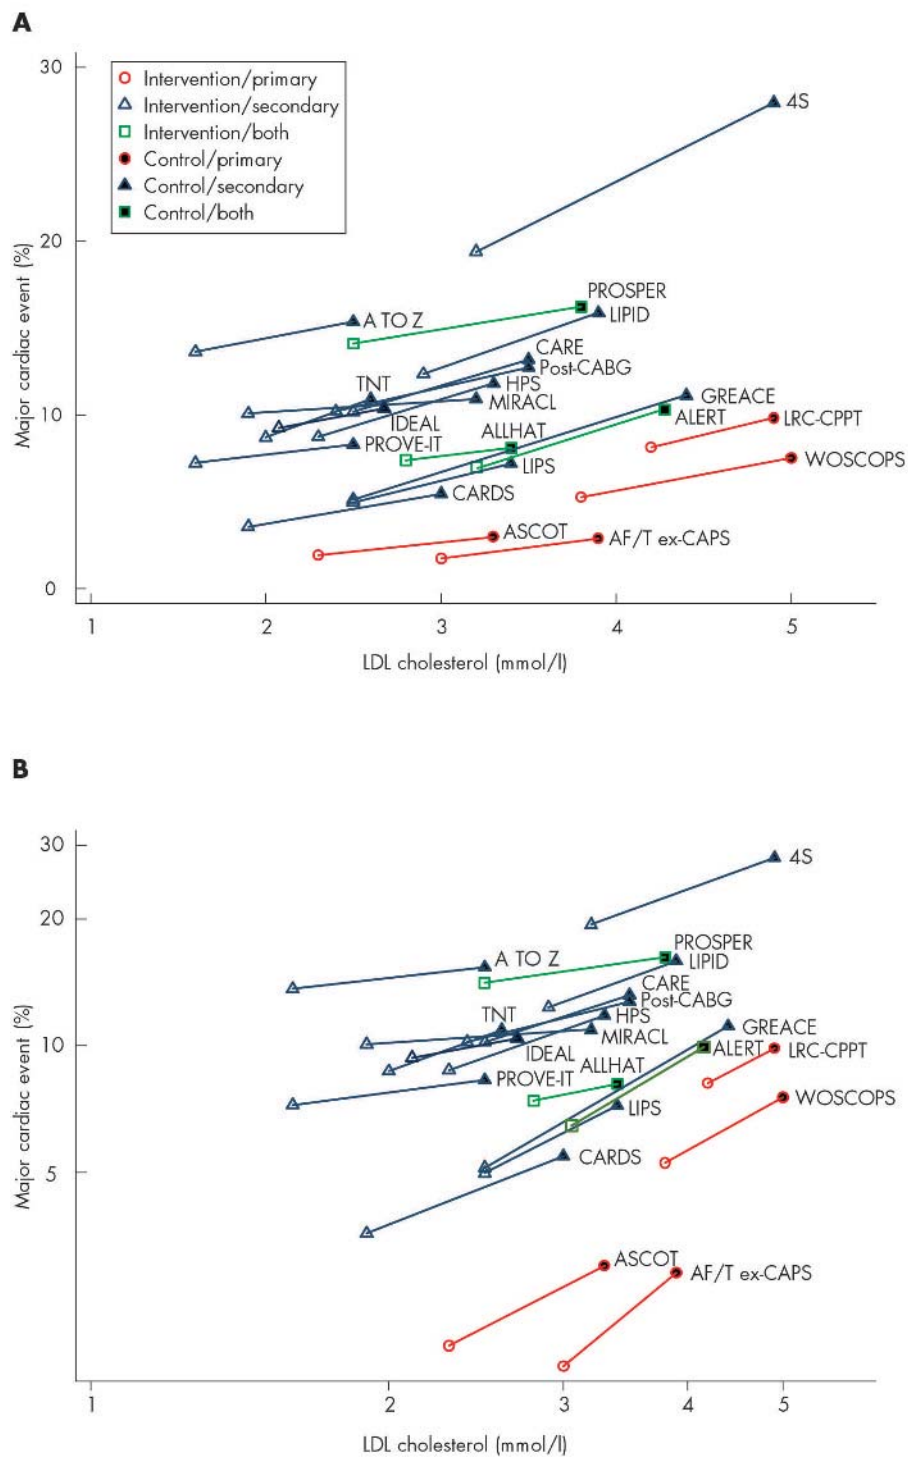 A
30
20
10
0
Major cardiac event (%)
Intervention/primary
Intervention/secondary
Intervention/both
Control/primary
Control/secondary
Control/both
4S
PROSPER
LIPID
A TO Z
CARE
Post-CABG
TNT
HPS
MIRACL
GREACE
IDEAL
ALERT
LRC-CPPT
PROVE-IT
ALLHAT
LIPS
WOSCOPS
CARDS
ASCOT
AF/T ex-CAPS
1
2
3
4
5
LDL cholesterol (mmol/l)
B
30
20
10
5
Major cardiac event (%)
4S
PROSPER
A TO Z
LIPID
CARE
Post-CABG
TNT
HPS
GREACE
MIRACL
ALERT
LRC-CPPT
IDEAL
ALLHAT
PROVE-IT
WOSCOPS
LIPS
CARDS
ASCOT
AF/T ex-CAPS
1
2
3
4
5
LDL cholesterol (mmol/l)